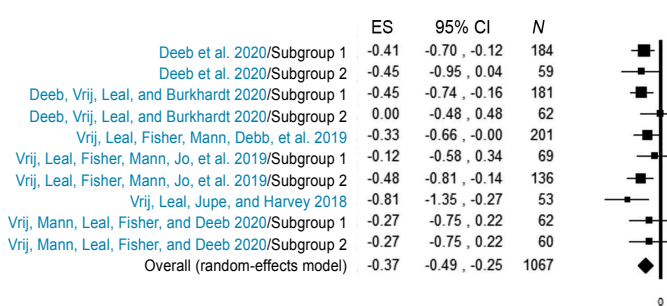 ES 95% CI N
Deeb et al. 2020/Subgroup 1 -0.41 -0.70 , -0.12 184
Deeb et al. 2020/Subgroup 2 -0.45 -0.95 , 0.04 59
Deeb, Vrij, Leal, and Burkhardt 2020/Subgroup 1 -0.45 -0.74 , -0.16 181
Deeb, Vrij, Leal, and Burkhardt 2020/Subgroup 2 0.00 -0.48 , 0.48 62
Vrij, Leal, Fisher, Mann, Debb, et al. 2019 -0.33 -0.66 , -0.00 201
Vrij, Leal, Fisher, Mann, Jo, et al. 2019/Subgroup 1 -0.12 -0.58 , 0.34 69
Vrij, Leal, Fisher, Mann, Jo, et al. 2019/Subgroup 2 -0.48 -0.81 , -0.14 136
Vrij, Leal, Jupe, and Harvey 2018 -0.81 -1.35 , -0.27 53
Vrij, Mann, Leal, Fisher, and Deeb 2020/Subgroup 1 -0.27 -0.75 , 0.22 62
Vrij, Mann, Leal, Fisher, and Deeb 2020/Subgroup 2 -0.27 -0.75 , 0.22 60
Overall (random-effects model) -0.37 -0.49 , -0.25 1067
0